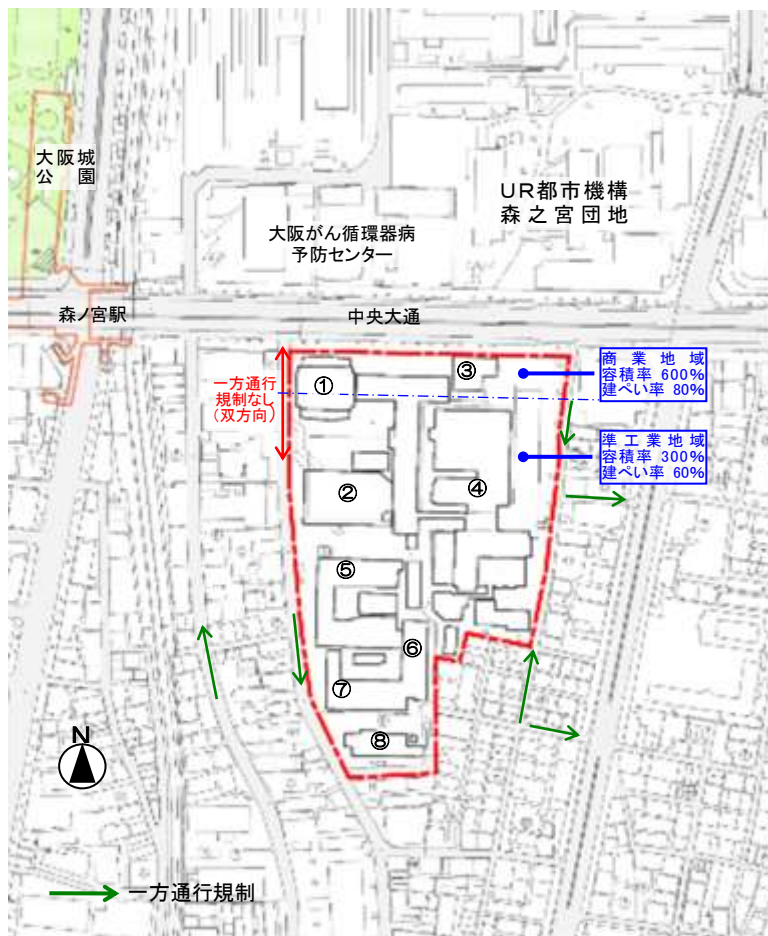 大阪城
公園
UR都市機構
森之宮団地
大阪がん循環器病
予防センター
森ノ宮駅
中央大通
一方通行
規制なし
(双方向)
①
③
商業地域
容積率 600%
建ぺい率 80%
準工業地域
容積率 300%
建ぺい率 60%
②
④
⑤
⑥
⑦
⑧
N
一方通行規制